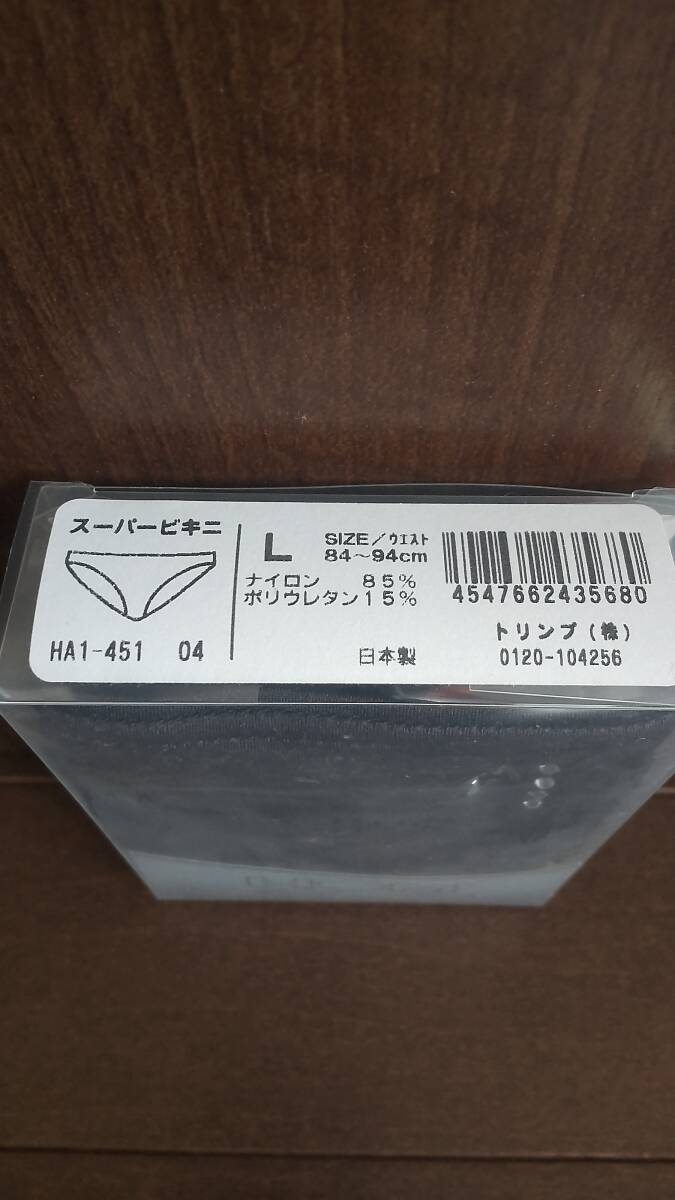 スーパービキニ
HA1-451 04
L
SIZE/ウエスト
84～94cm
ナイロン 85%
ポリウレタン15%
日本製
4547662435680
トリンプ(株)
0120-104256